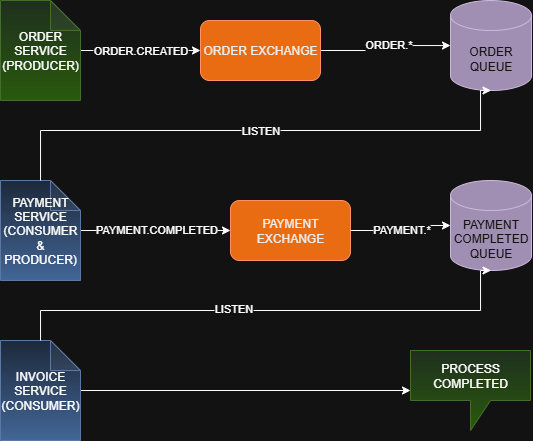 ORDER
SERVICE
(PRODUCER)
ORDER.CREATED
ORDER EXCHANGE
ORDER.*
ORDER
QUEUE
LISTEN
PAYMENT
SERVICE
(CONSUMER
&
PRODUCER)
PAYMENT.COMPLETED
PAYMENT
EXCHANGE
PAYMENT.*
PAYMENT
COMPLETED
QUEUE
LISTEN
INVOICE
SERVICE
(CONSUMER)
PROCESS
COMPLETED